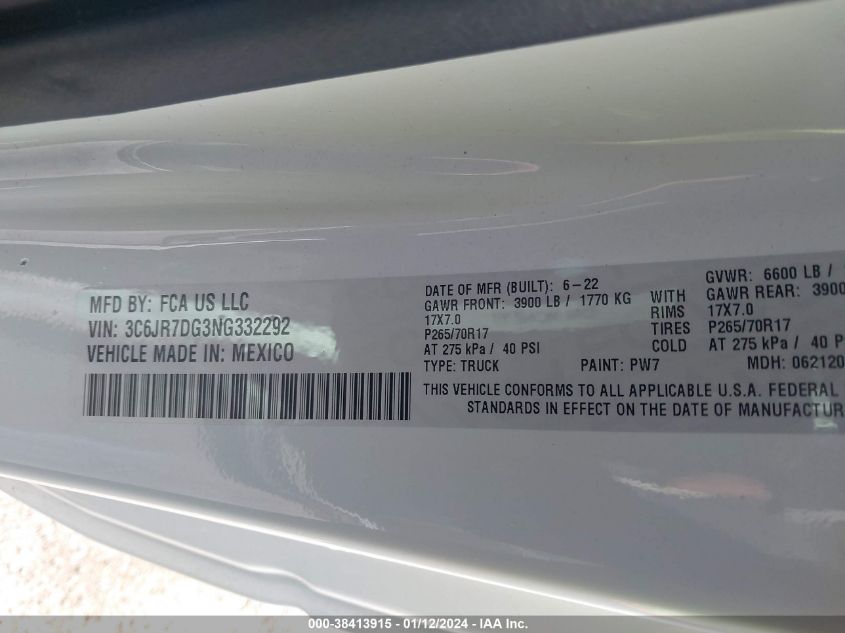 MFD BY: FCA US LLC
VIN: 3C6JR7DG3NG332292
VEHICLE MADE IN: MEXICO
DATE OF MFR (BUILT): 6-22
GVWR: 6600 LB /
GAWR FRONT: 3900 LB / 1770 KG WITH GAWR REAR: 3900
17X7.0 RIMS 17X7.0
P265/70R17 TIRES P265/70R17
AT 275 kPa / 40 PSI COLD AT 275 kPa / 40 P
TYPE: TRUCK PAINT: PW7 MDH: 062120
THIS VEHICLE CONFORMS TO ALL APPLICABLE U.S.A. FEDERAL
STANDARDS IN EFFECT ON THE DATE OF MANUFACTUR
000-38413915 - 01/12/2024 - IAA Inc.